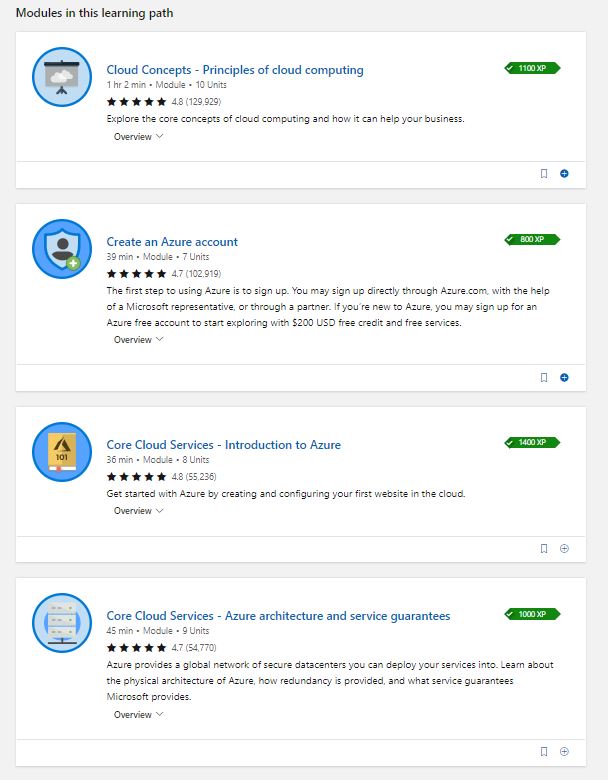 Modules in this learning path
Cloud Concepts - Principles of cloud computing
1100 XP
1 hr 2 min • Module • 10 Units
4.8 (129,929)
Explore the core concepts of cloud computing and how it can help your business.
Overview
Create an Azure account
800 XP
39 min • Module • 7 Units
4.7 (102,919)
The first step to using Azure is to sign up. You may sign up directly through Azure.com, with the help
of a Microsoft representative, or through a partner. If you're new to Azure, you may sign up for an
Azure free account to start exploring with $200 USD free credit and free services.
Overview
101
Core Cloud Services - Introduction to Azure
1400 XP
36 min • Module • 8 Units
4.8 (55,236)
Get started with Azure by creating and configuring your first website in the cloud.
Overview
Core Cloud Services - Azure architecture and service guarantees
1000 XP
45 min • Module • 9 Units
4.7 (54,770)
Azure provides a global network of secure datacenters you can deploy your services into. Learn about
the physical architecture of Azure, how redundancy is provided, and what service guarantees
Microsoft provides.
Overview